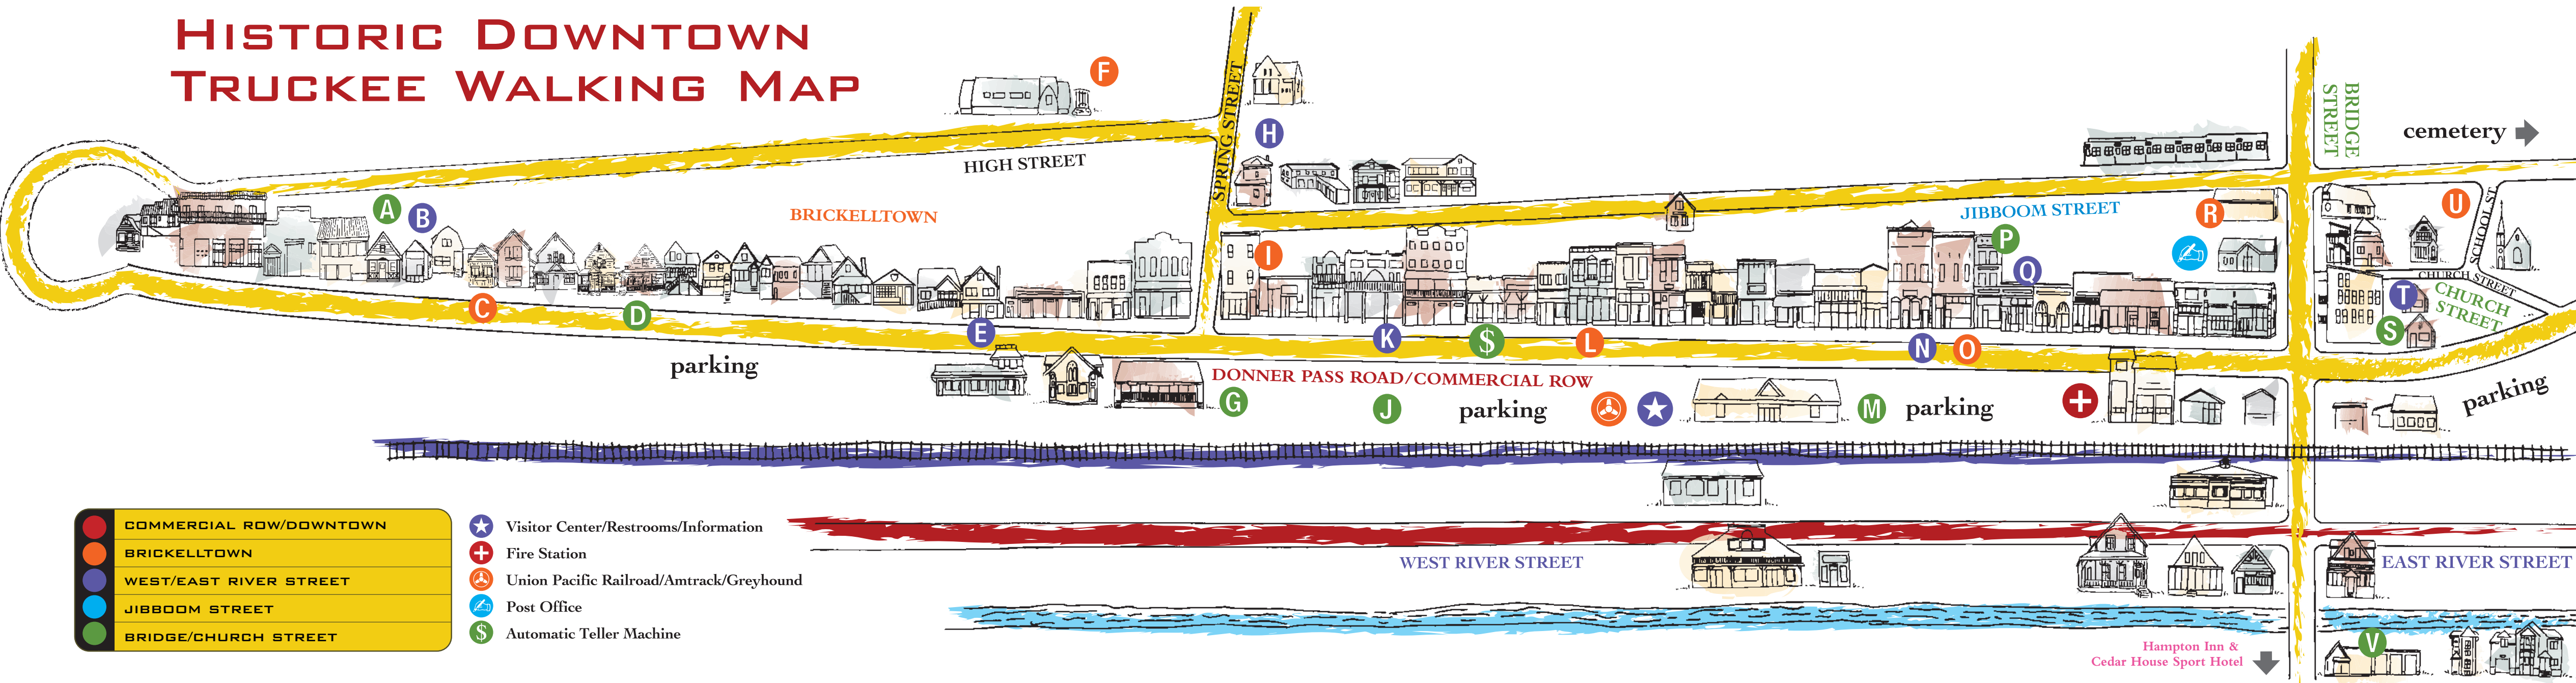 HISTORIC DOWNTOWN
TRUCKEE WALKING MAP
F
SPRING STREET
H
HIGH STREET
BRIDGE
STREET
cemetery
A
B
BRICKELLTOWN
JIBBOOM STREET
R
U
SCHOOL ST.
I
P
Q
CHURCH STREET
C
D
E
K
$
L
N
O
T
S
CHURCH
STREET
parking
DONNER PASS ROAD/COMMERCIAL ROW
G
J
parking
M
parking
parking
COMMERCIAL ROW/DOWNTOWN
BRICKELLTOWN
WEST/EAST RIVER STREET
JIBBOOM STREET
BRIDGE/CHURCH STREET
Visitor Center/Restrooms/Information
Fire Station
Union Pacific Railroad/Amtrack/Greyhound
Post Office
$ Automatic Teller Machine
WEST RIVER STREET
EAST RIVER STREET
Hampton Inn &
Cedar House Sport Hotel
V